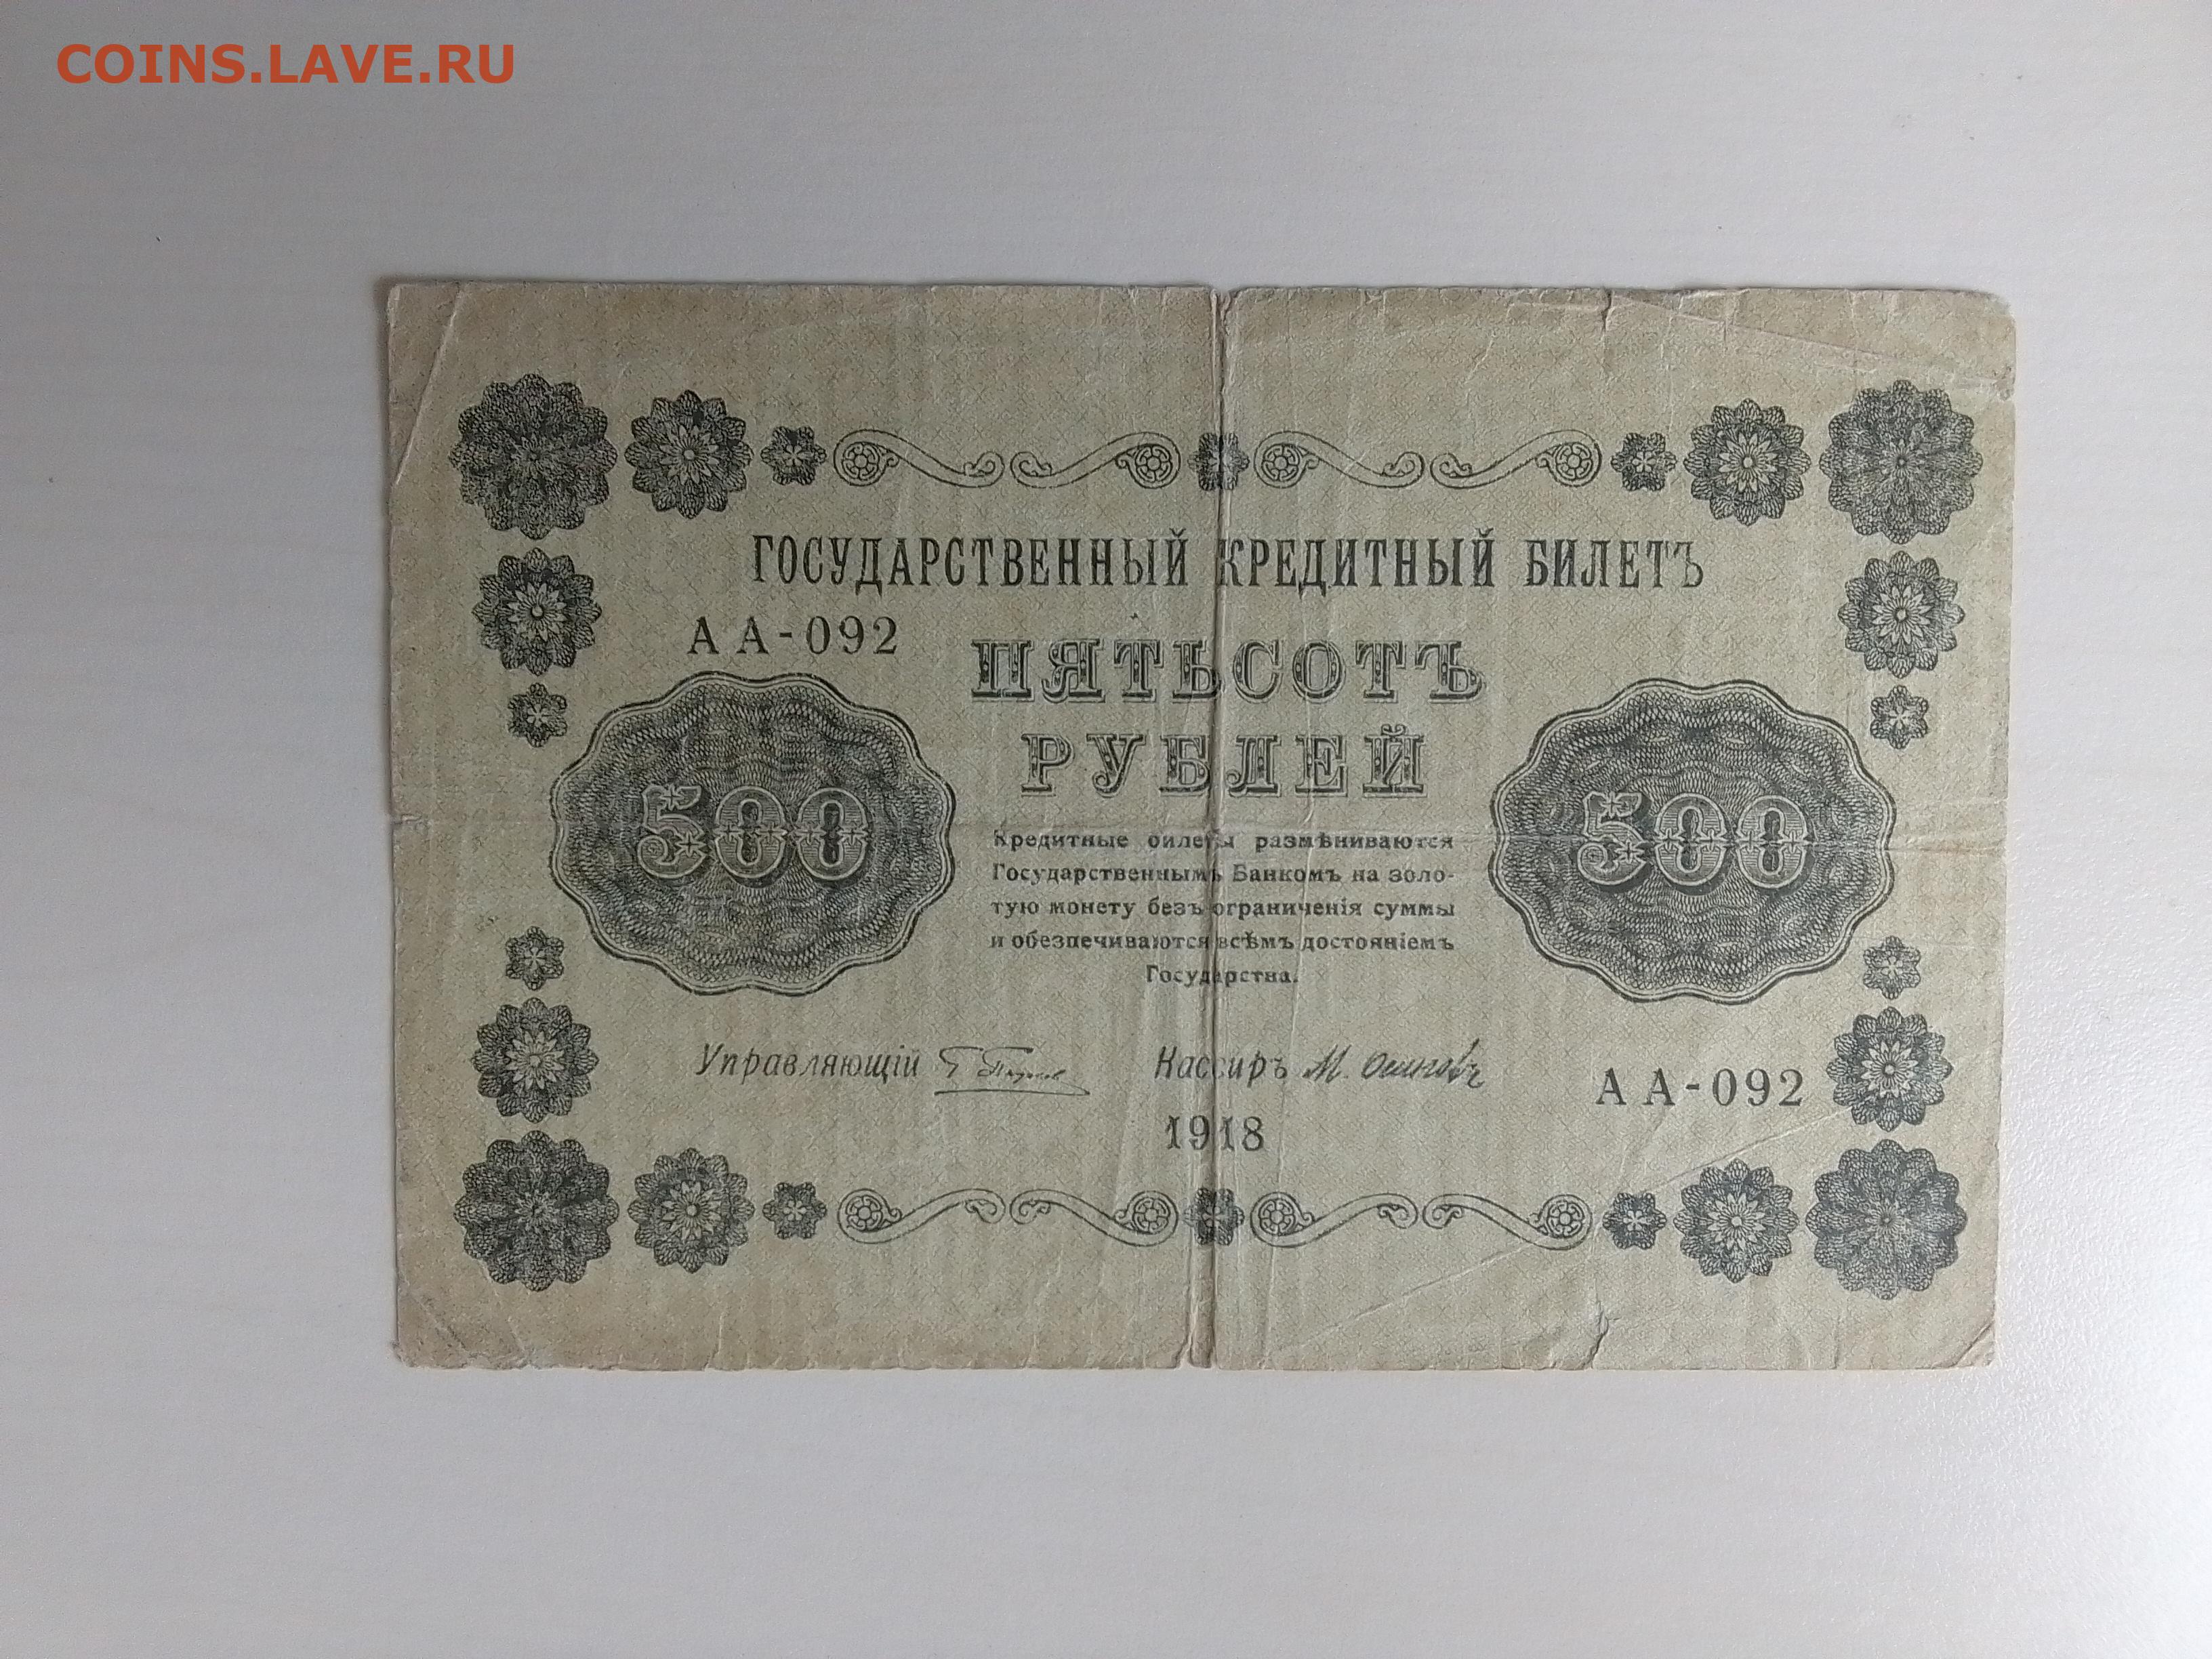 COINS.LAVE.RU
ГОСУДАРСТВЕННЫЙ КРЕДИТНЫЙ БИЛЕТЪ
АА-092
ПЯТЬСОТЪ
РУБЛЕЙ
500
500
Кредитные билеты размѣниваются
Государственнымъ Банкомъ на золо-
тую монету безъ ограниченія суммы
и обезпечиваются всѣмъ достояніемъ
Государства.
Управляющій
Кассиръ М. Осиповъ
АА-092
1918